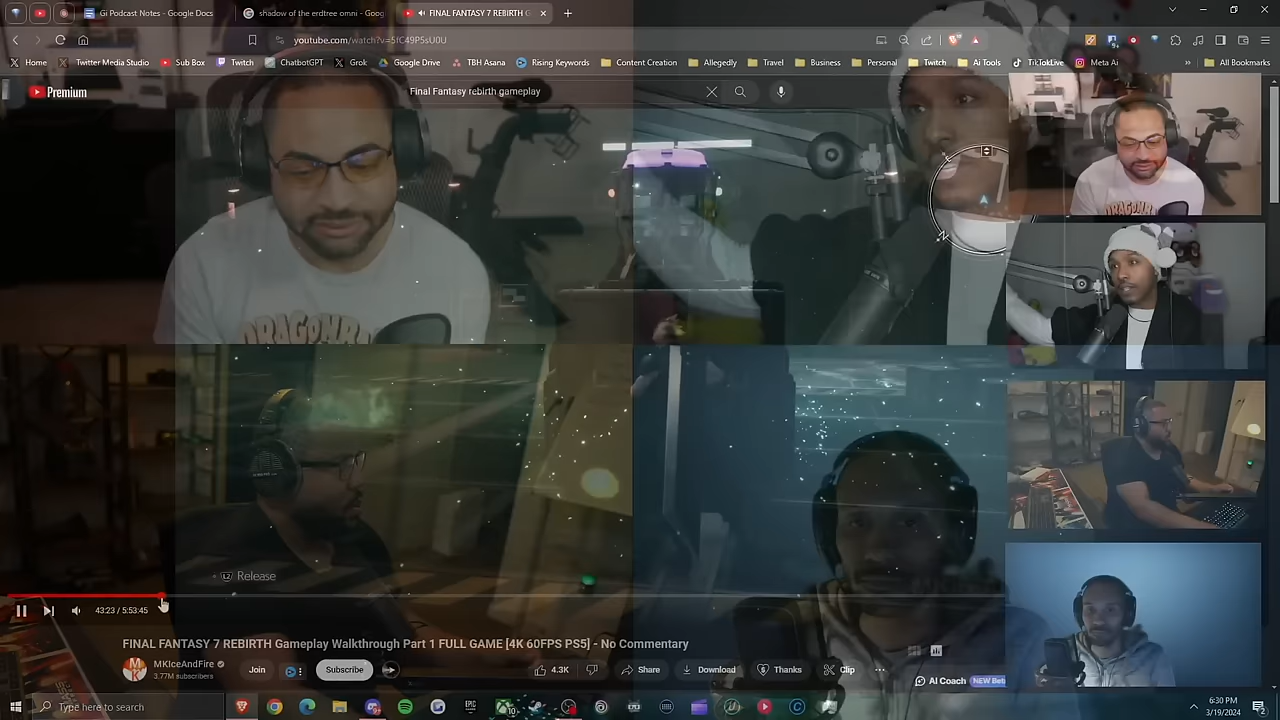 Gi Podcast Notes - Google Docs
shadow of the erdtree omni - Goog
FINAL FANTASY 7 REBIRTH G
youtube.com/watch?v=5fC49P5sU0U
Home
Twitter Media Studio
Sub Box
Twitch
ChatbotGPT
Grok
Google Drive
TBH Asana
Rising Keywords
Content Creation
Allegedly
Travel
Business
Personal
Twitch
Ai Tools
TikTokLive
Meta Ai
»
All Bookmarks
Premium
Final Fantasy rebirth gameplay
N
DRAGONB
DRAGONB
L2 Release
43:23 / 5:53:45
FINAL FANTASY 7 REBIRTH Gameplay Walkthrough Part 1 FULL GAME [4K 60FPS PS5] - No Commentary
MKIceAndFire
3.77M subscribers
Join
Subscribe
4.3K
Share
Download
Thanks
Clip
AI Coach
NEW Beta
Type here to search
6:30 PM
3/19/2024